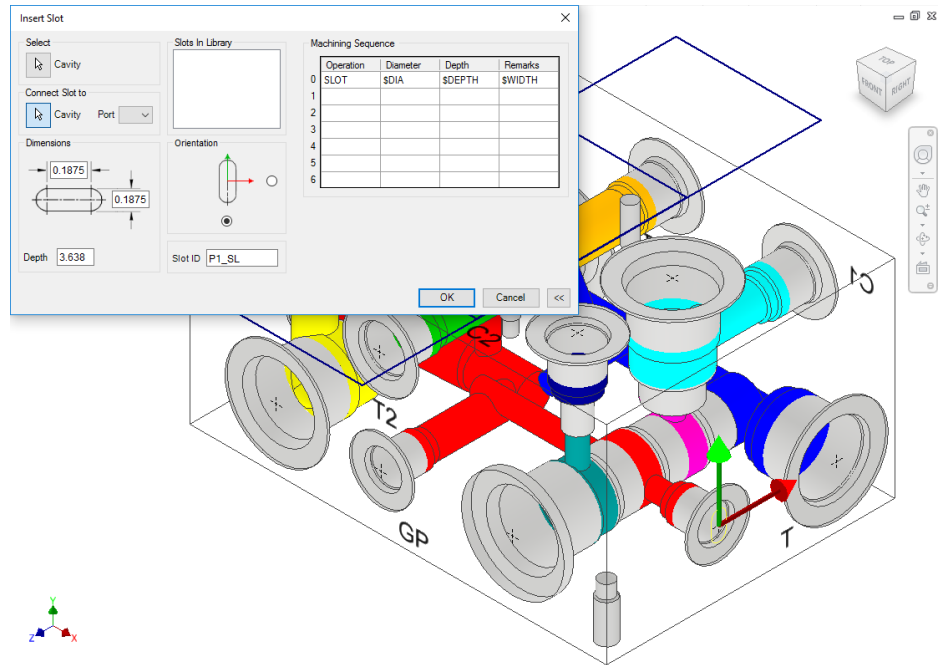 Insert Slot
Select
Cavity
Connect Slot to
Cavity Port
Dimensions
0.1875
0.1875
Depth 3.638
Slots In Library
Orientation
Slot ID P1_SL
Machining Sequence
Operation Diameter Depth Remarks
0 SLOT $DIA $DEPTH $WIDTH
1
2
3
4
5
6
OK Cancel <<
TOP
FRONT RIGHT
C1
C2
T2
GP
T
Y
Z X